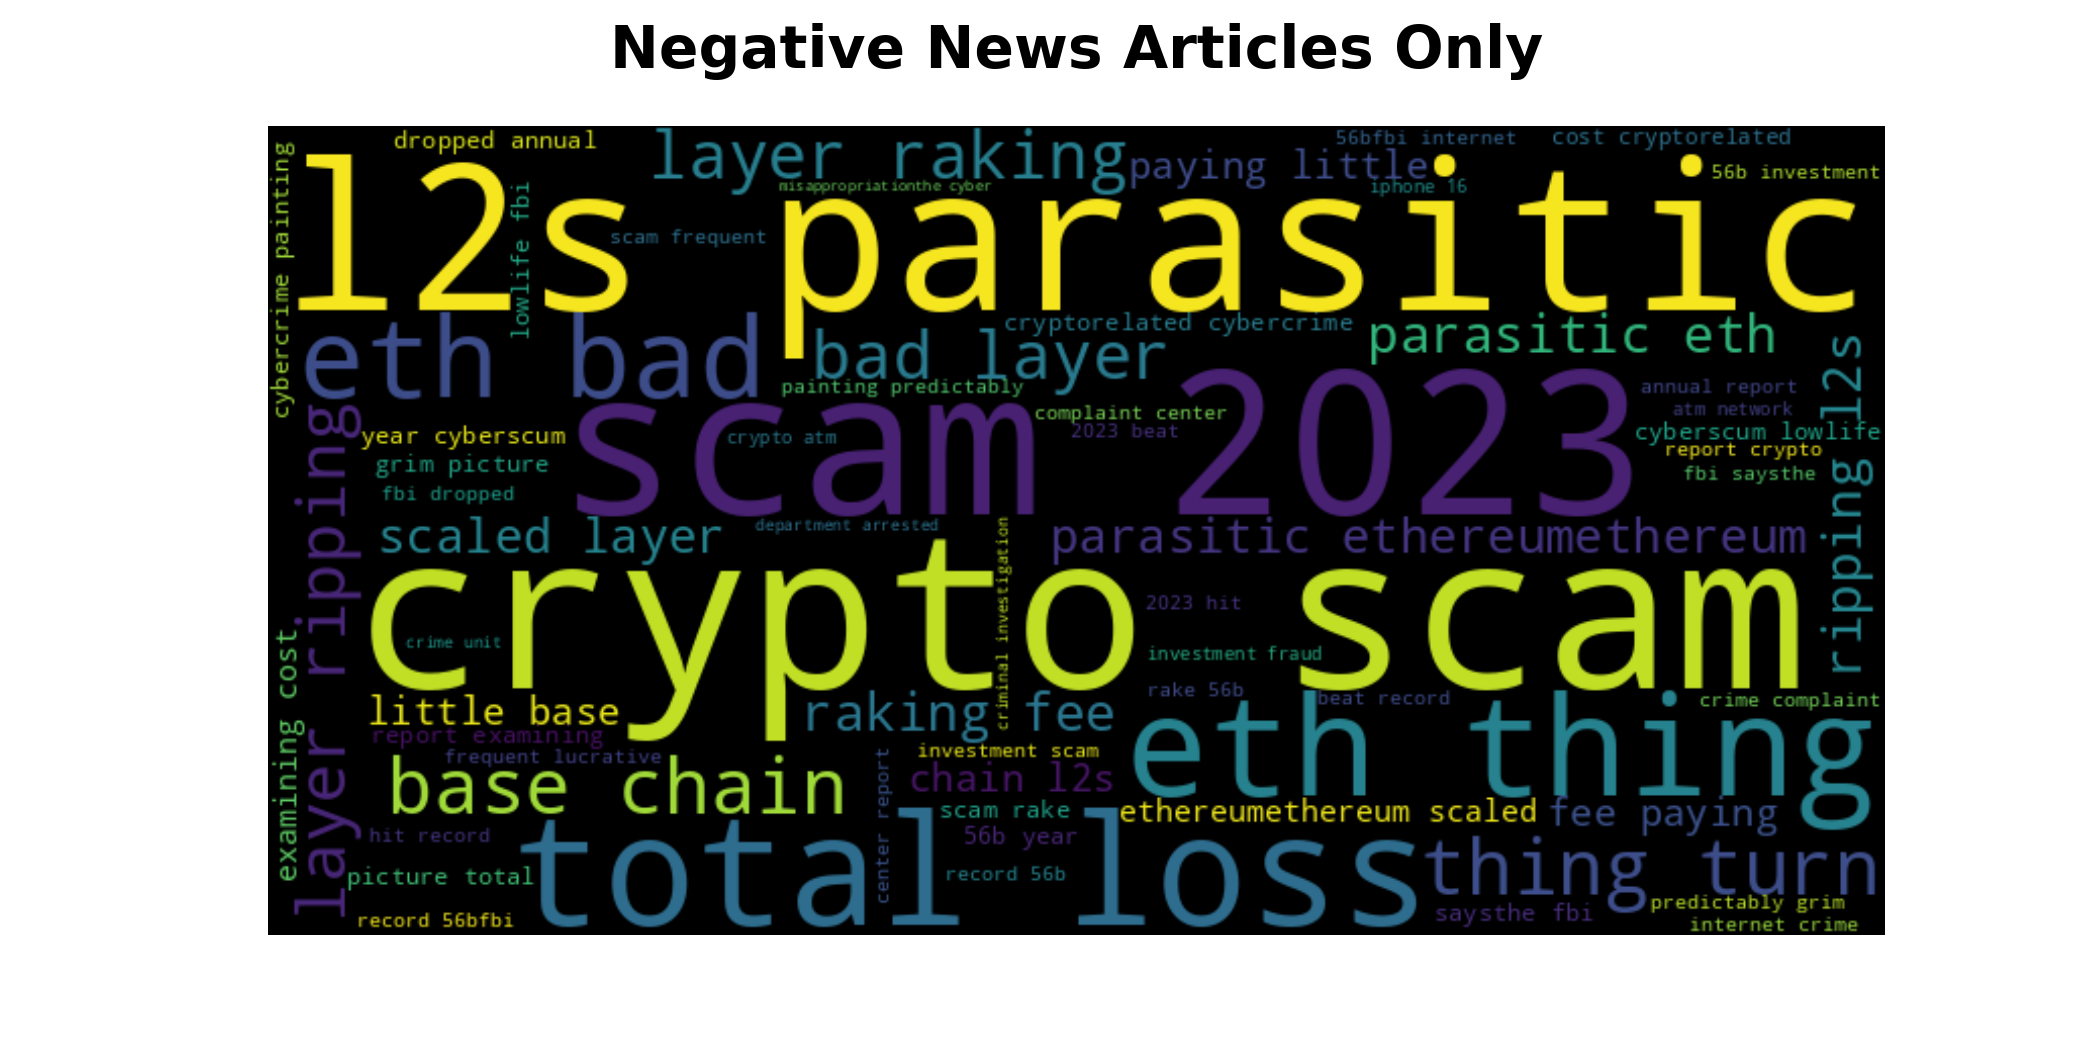 Negative News Articles Only
dropped annual
layer raking
paying little
56bfbi internet
cost cryptorelated
56b investment
iphone 16
misappropriationthe cyber
l2s parasitic
scam frequent
lowlife fbi
cybercrime painting
cryptorelated cybercrime
parasitic eth
eth bad
bad layer
painting predictably
complaint center
2023 beat
annual report
atm network
cyberscum lowlife
report crypto
fbi saysthe
ripping l2s
year cyberscum
grim picture
fbi dropped
crypto atm
scam 2023
layer ripping
scaled layer
department arrested
criminal investigation
parasitic ethereumethereum
crypto scam
2023 hit
crime unit
investment fraud
rake 56b
beat record
crime complaint
examining cost
little base
report examining
frequent lucrative
raking fee
eth thing
investment scam
base chain
chain l2s
center report
scam rake
ethereumethereum scaled
fee paying
hit record
56b year
total loss
thing turn
picture total
record 56b
record 56bfbi
saysthe fbi
predictably grim
internet crime